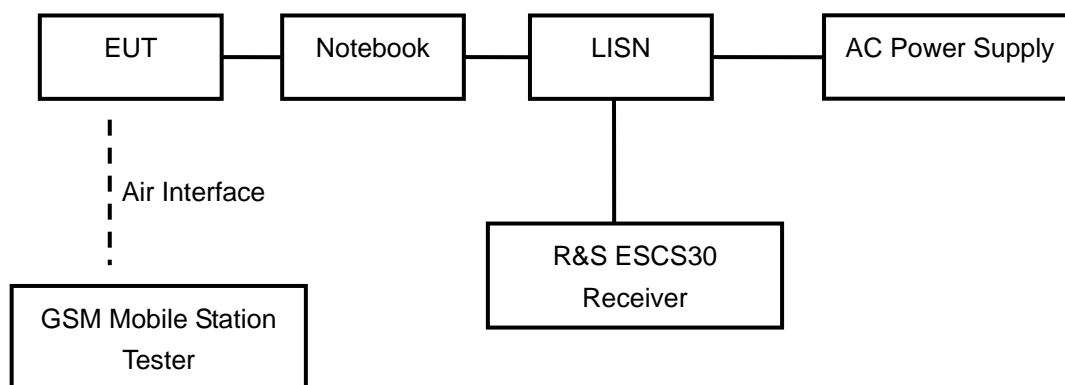 EUT
Notebook
LISN
AC Power Supply
Air Interface
R&S ESCS30
Receiver
GSM Mobile Station
Tester